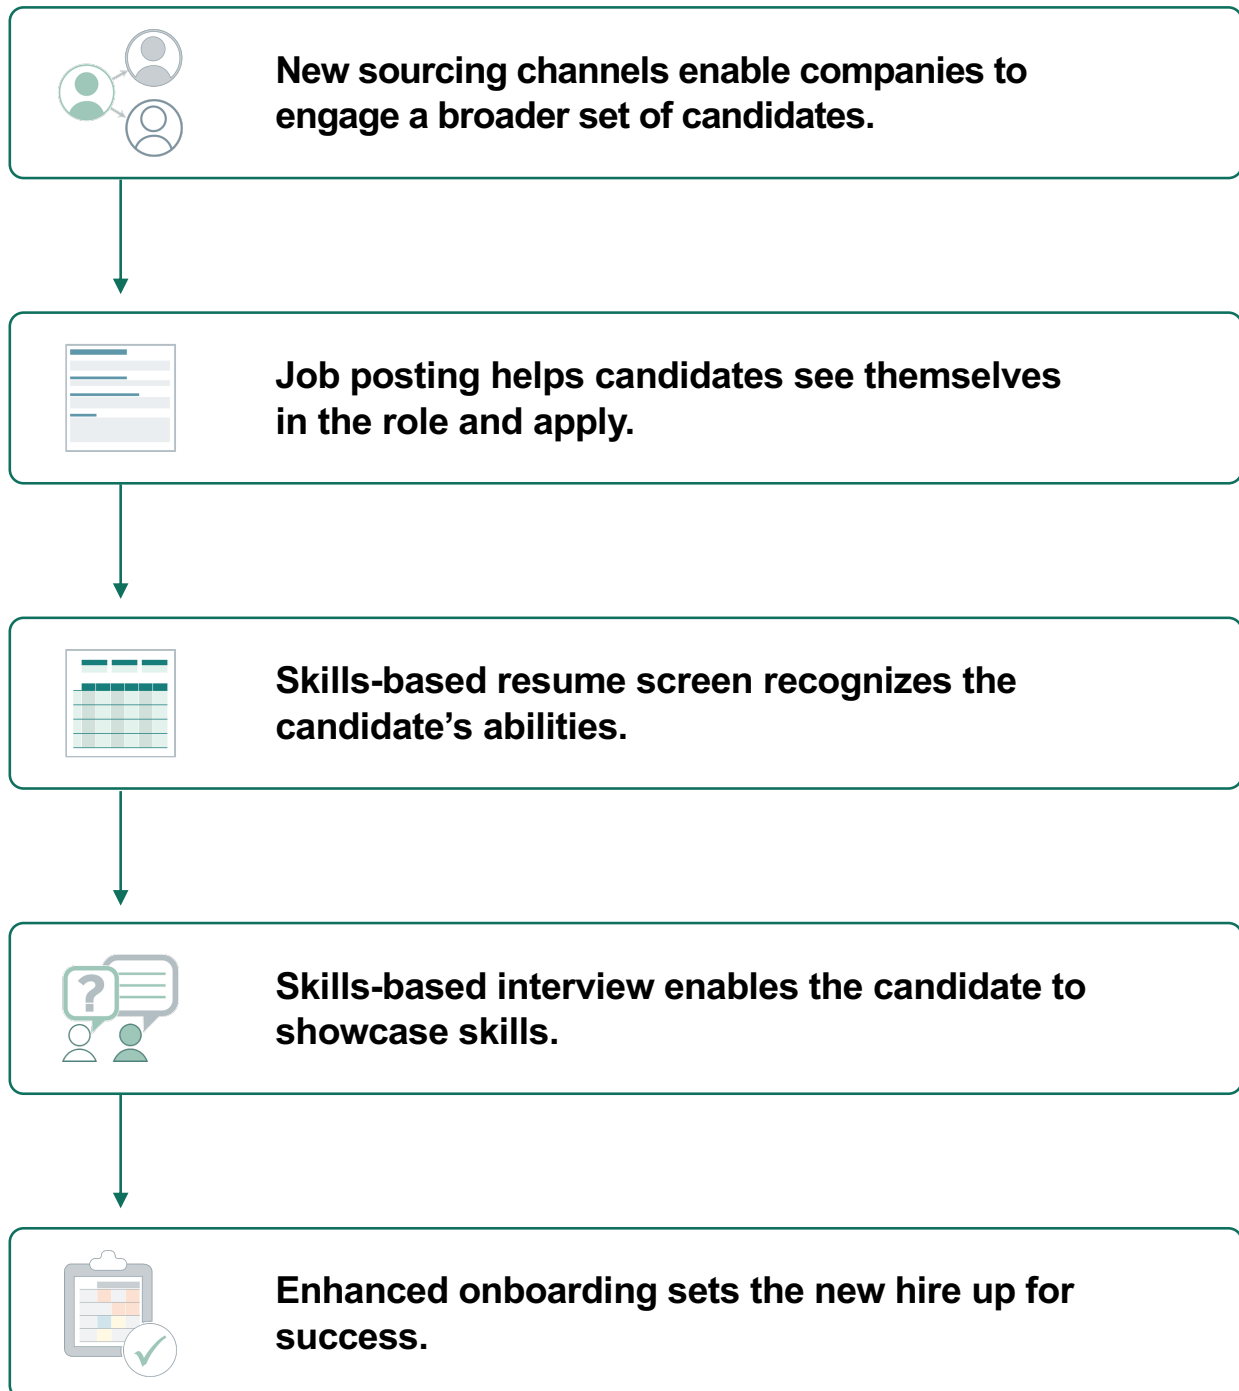 New sourcing channels enable companies to
engage a broader set of candidates.
Job posting helps candidates see themselves
in the role and apply.
Skills-based resume screen recognizes the
candidate’s abilities.
?
Skills-based interview enables the candidate to
showcase skills.
Enhanced onboarding sets the new hire up for
success.